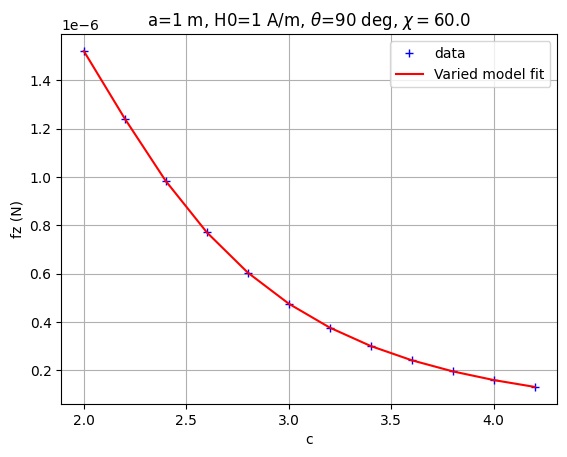 a=1 m, H0=1 A/m, θ=90 deg, χ = 60.0
1e−6
data
Varied model fit
1.4
1.2
1.0
0.8
0.6
0.4
0.2
fz (N)
2.0 2.5 3.0 3.5 4.0
c